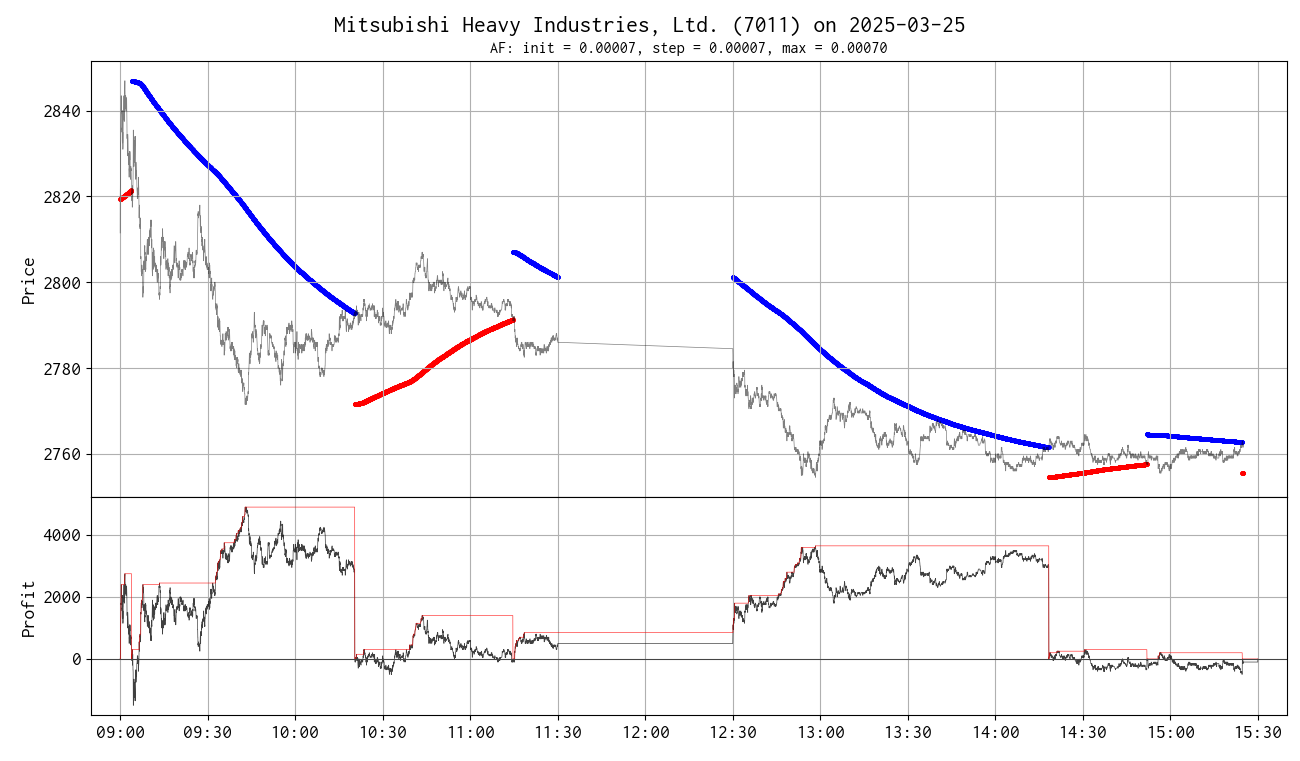 Mitsubishi Heavy Industries, Ltd. (7011) on 2025-03-25
AF: init = 0.00007, step = 0.00007, max = 0.00070
Price
2840
2820
2800
2780
2760
Profit
4000
2000
0
09:00 09:30 10:00 10:30 11:00 11:30 12:00 12:30 13:00 13:30 14:00 14:30 15:00 15:30